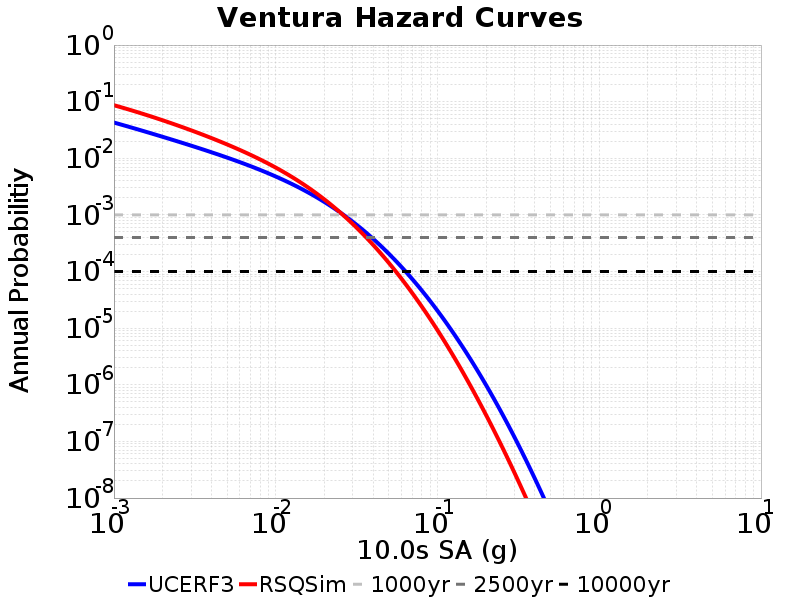 Ventura Hazard Curves
Annual Probabilitiy
10^0
10^-1
10^-2
10^-3
10^-4
10^-5
10^-6
10^-7
10^-8
10^-3 10^-2 10^-1 10^0 10^1
10.0s SA (g)
UCERF3 RSQSim 1000yr 2500yr 10000yr